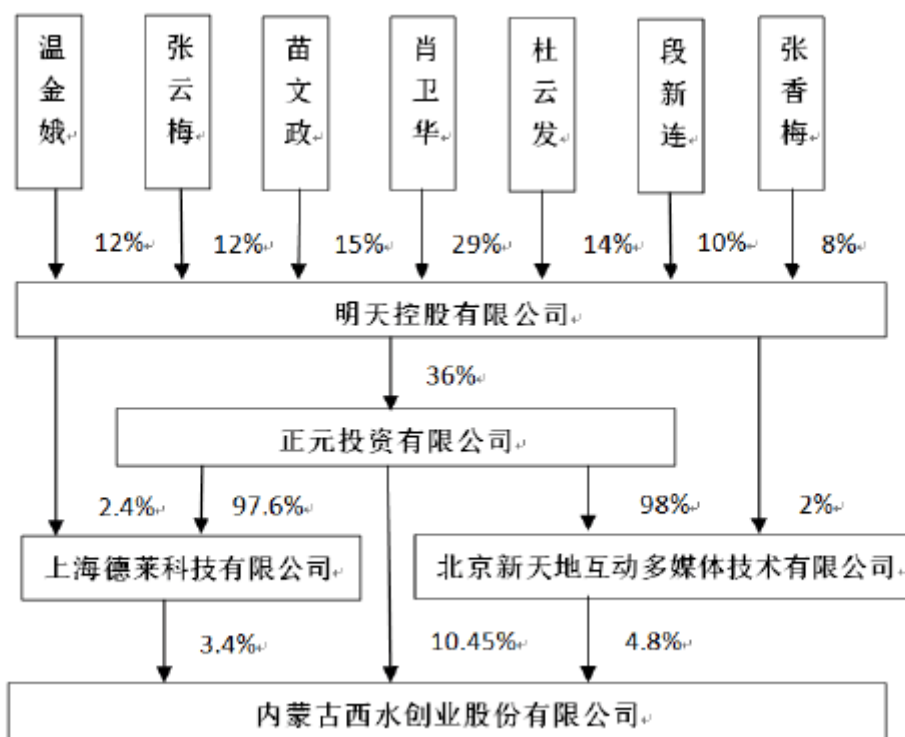 温金娥
张云梅
苗文政
肖卫华
杜云发
段新连
张香梅
12%
12%
15%
29%
14%
10%
8%
明天控股有限公司
36%
正元投资有限公司
2.4%
97.6%
98%
2%
上海德莱科技有限公司
北京新天地互动多媒体技术有限公司
3.4%
10.45%
4.8%
内蒙古西水创业股份有限公司